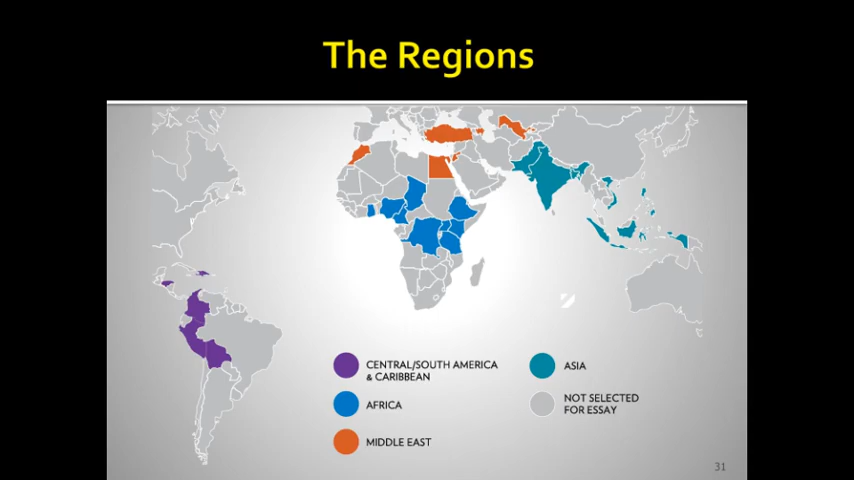 The Regions
CENTRAL/SOUTH AMERICA
& CARIBBEAN
AFRICA
MIDDLE EAST
ASIA
NOT SELECTED
FOR ESSAY
31